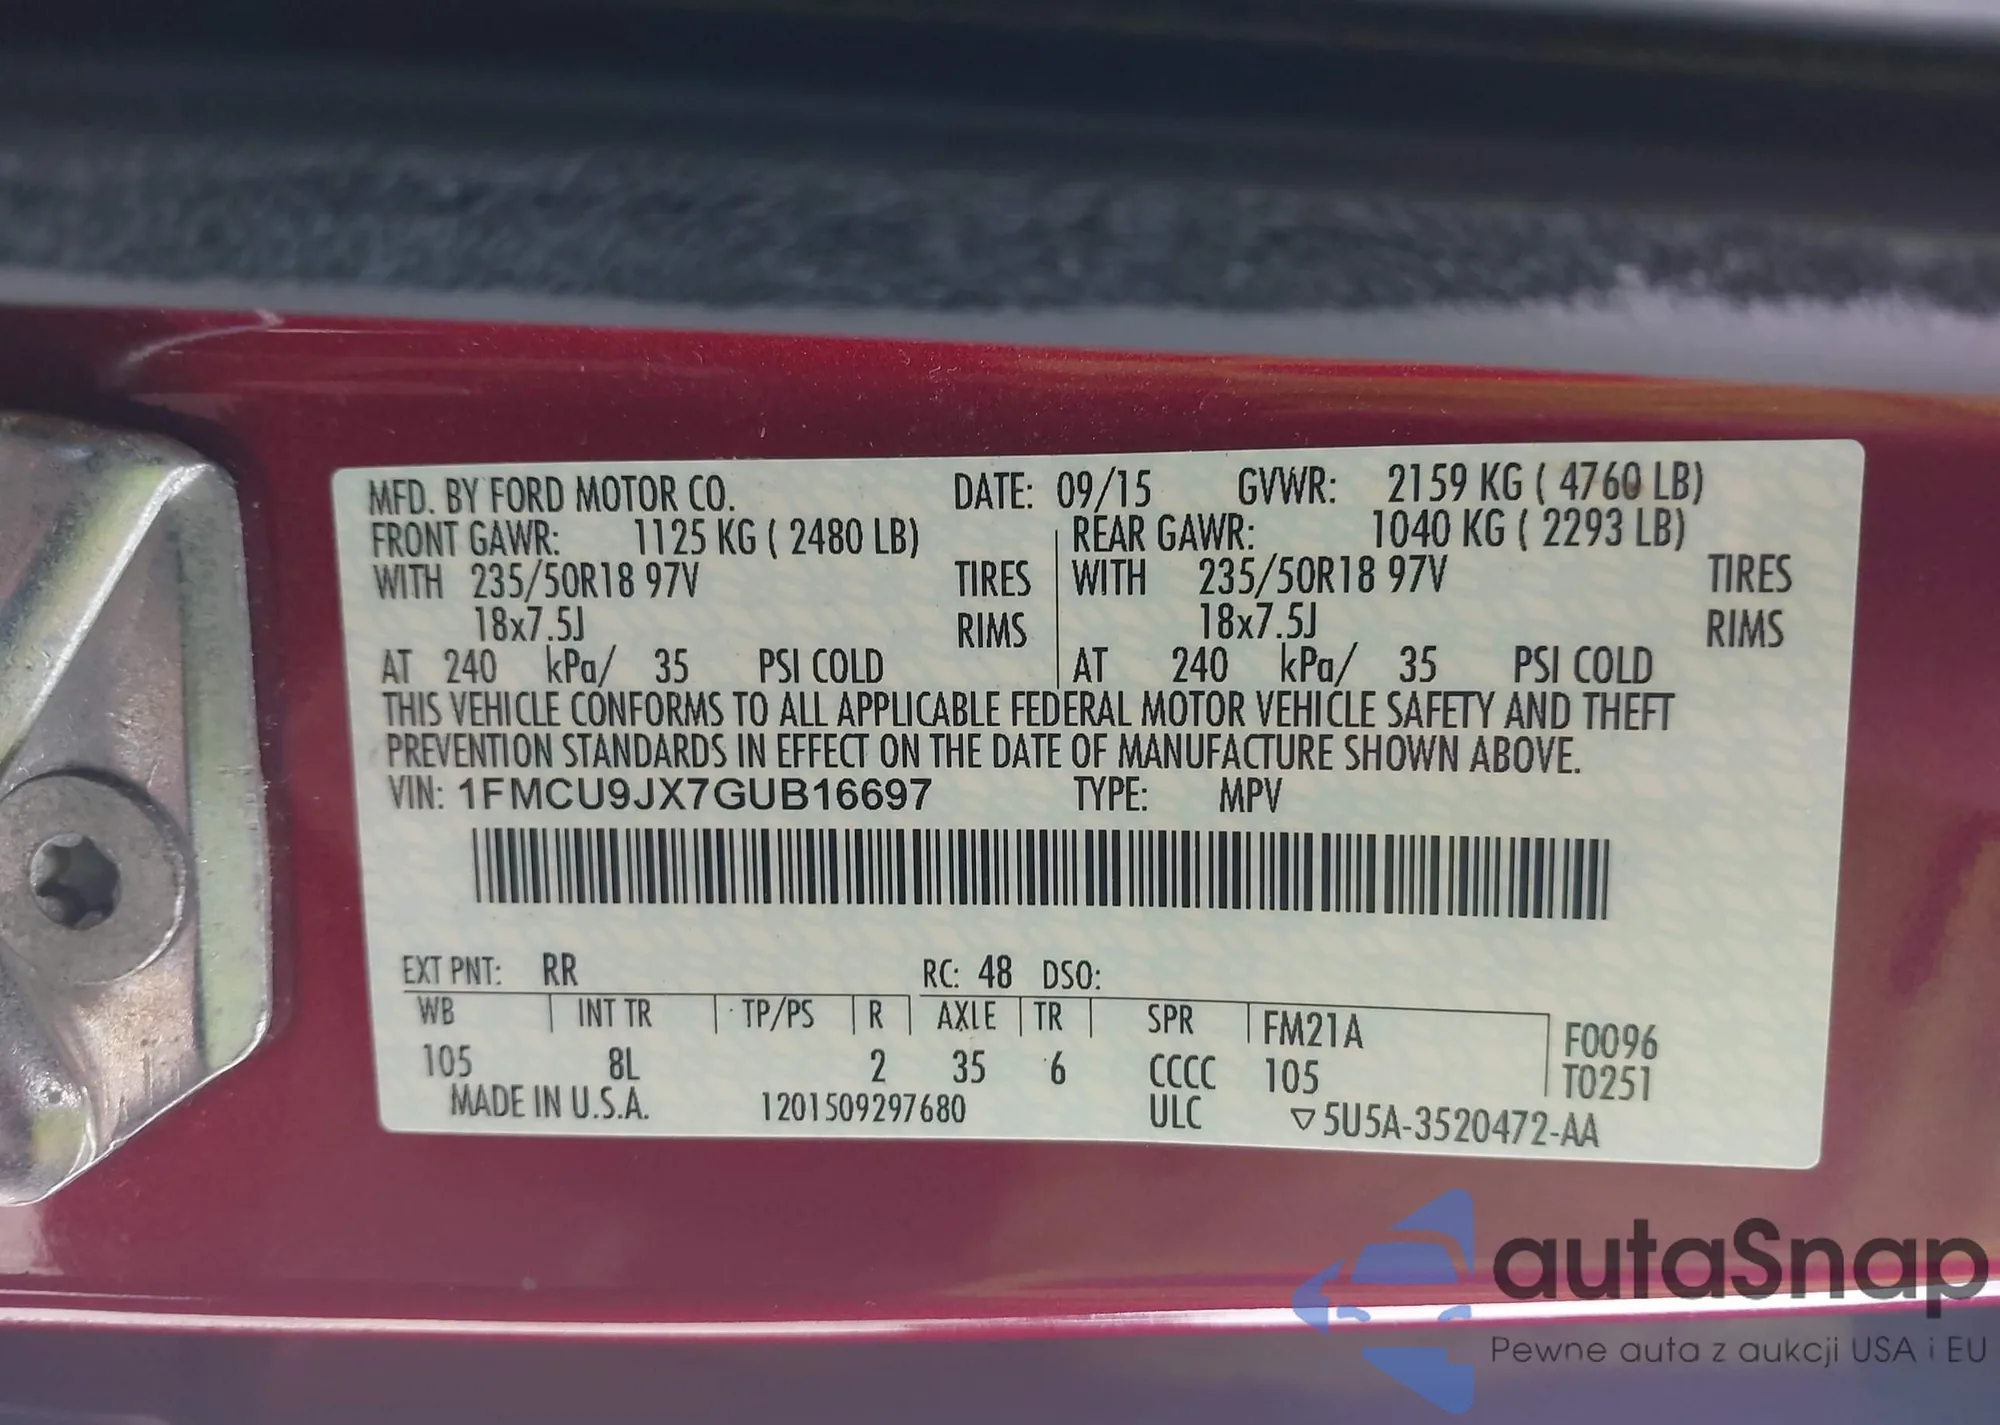 MFD. BY FORD MOTOR CO. DATE: 09/15 GVWR: 2159 KG ( 4760 LB)
FRONT GAWR: 1125 KG ( 2480 LB) REAR GAWR: 1040 KG ( 2293 LB)
WITH 235/50R18 97V TIRES WITH 235/50R18 97V TIRES
18x7.5J RIMS 18x7.5J RIMS
AT 240 kPa/ 35 PSI COLD AT 240 kPa/ 35 PSI COLD
THIS VEHICLE CONFORMS TO ALL APPLICABLE FEDERAL MOTOR VEHICLE SAFETY AND THEFT
PREVENTION STANDARDS IN EFFECT ON THE DATE OF MANUFACTURE SHOWN ABOVE.
VIN: 1FMCU9JX7GUB16697 TYPE: MPV
EXT PNT: RR RC: 48 DSO:
WB INT TR TP/PS R AXLE TR SPR FM21A F0096
105 8L 2 35 6 CCCC 105 T0251
MADE IN U.S.A. 1201509297680 ULC ▽5U5A-3520472-AA
autaSnap
Pewne auta z aukcji USA i EU